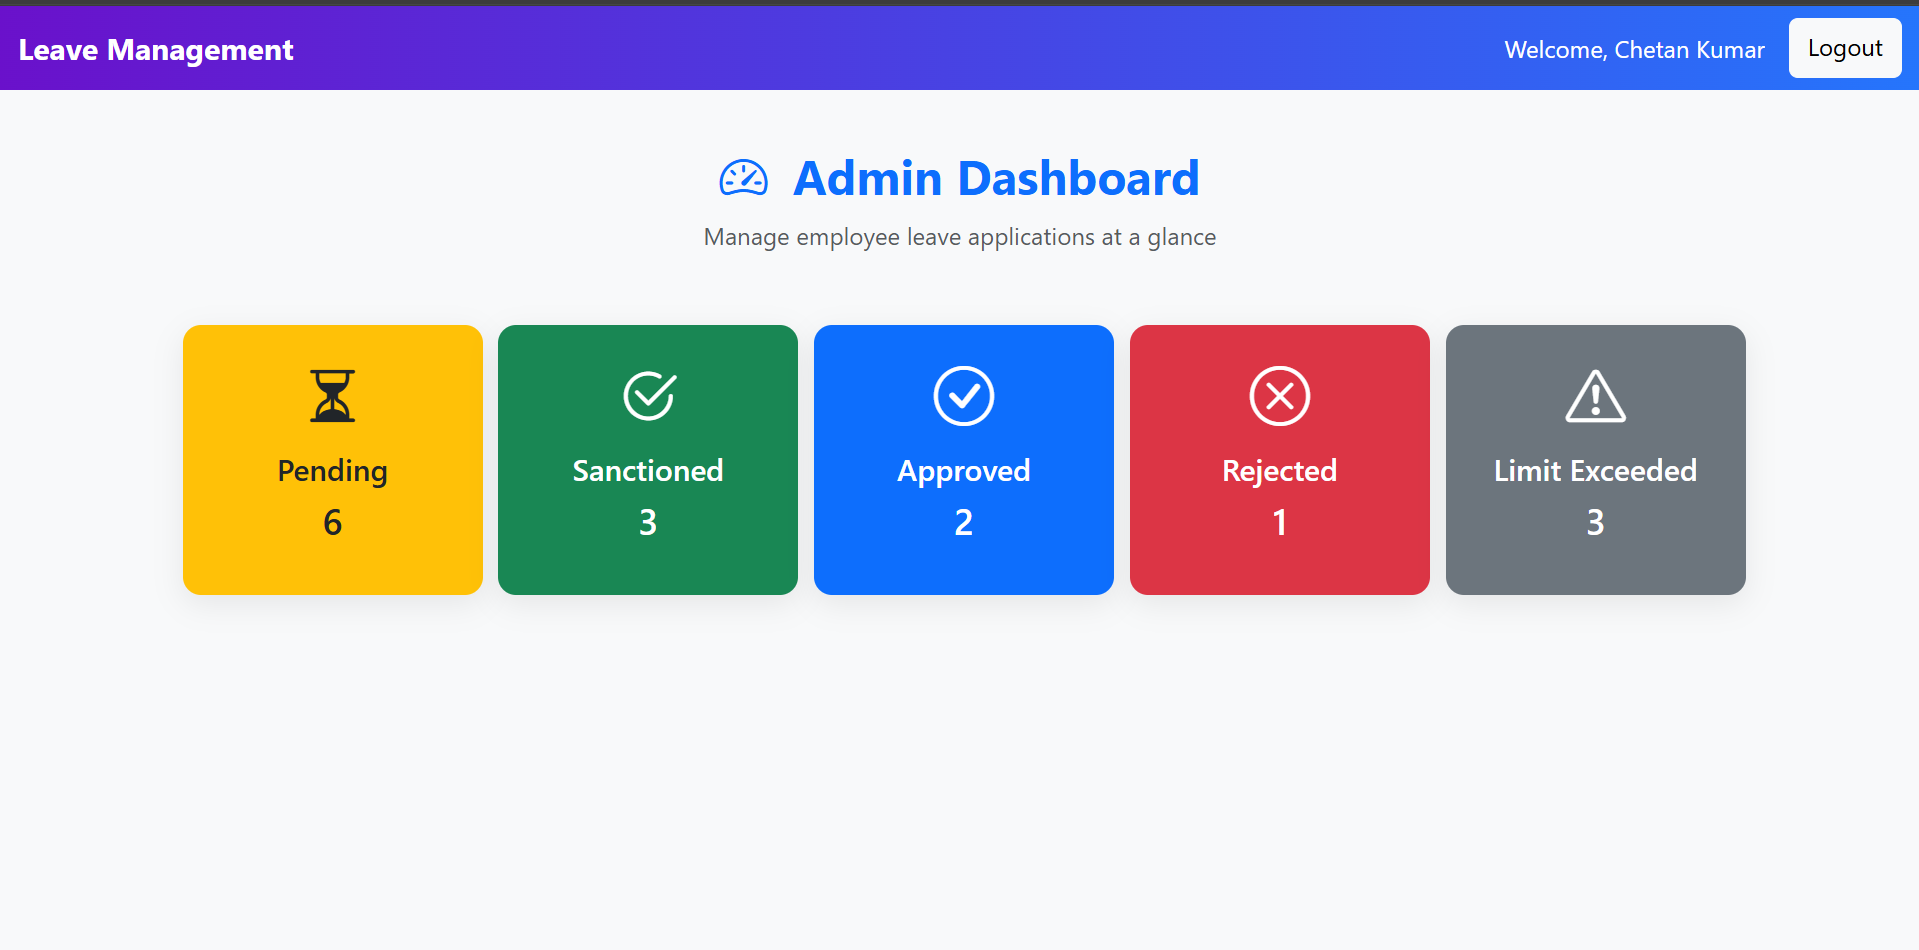 Leave Management
Welcome, Chetan Kumar
Logout
Admin Dashboard
Manage employee leave applications at a glance
Pending
6
Sanctioned
3
Approved
2
Rejected
1
Limit Exceeded
3